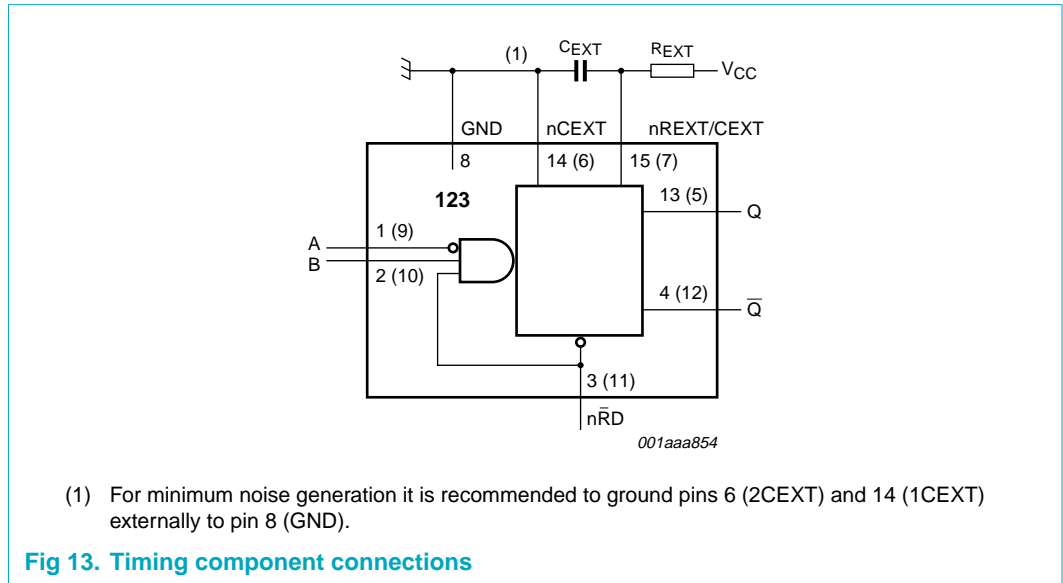 (1)
CEXT
REXT
VCC
GND
nCEXT
nREXT/CEXT
8
14 (6)
15 (7)
123
13 (5)
Q
A
1 (9)
B
2 (10)
4 (12)
Q̅
3 (11)
nR̅D
001aaa854
(1) For minimum noise generation it is recommended to ground pins 6 (2CEXT) and 14 (1CEXT)
externally to pin 8 (GND).
Fig 13. Timing component connections